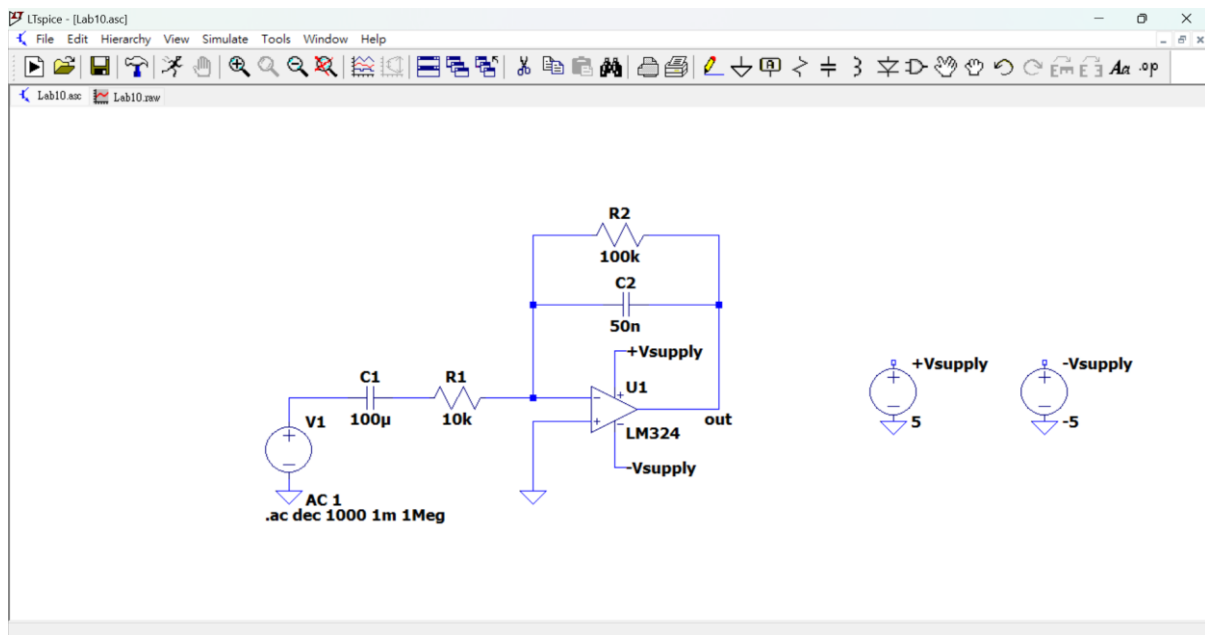 LTspice - [Lab10.asc]
File Edit Hierarchy View Simulate Tools Window Help
Aa .op
Lab10.asc Lab10.raw
R2
100k
C2
50n
+Vsupply
C1
100µ
R1
10k
U1
LM324
out
-Vsupply
V1
AC 1
.ac dec 1000 1m 1Meg
+Vsupply
5
-Vsupply
-5